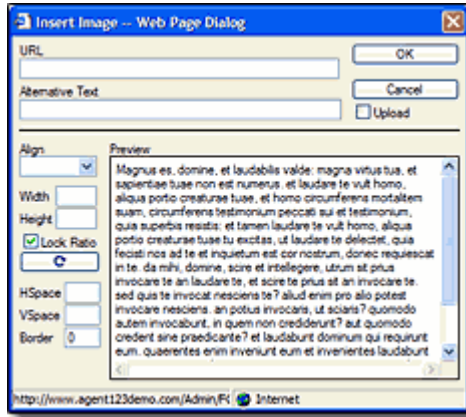 Insert Image -- Web Page Dialog
URL
OK
Alternative Text
Cancel
Upload
Align
Preview
Width
Height
Lock Ratio
HSpace
VSpace
Border 0
Magnus es, domine, et laudabilis valde: magna virtus tua, et
sapientiae tuae non est numerus. et laudare te vult homo,
aliqua portio creaturae tuae, et homo circumferens mortalitem
suam, circumferens testimonium peccati sui et testimonium,
quia superbis resistis: et tamen laudare te vult homo, aliqua
portio creaturae tuae.tu excitas, ut laudare te delectet, quia
fecisti nos ad te et inquietum est cor nostrum, donec requiescat
in te. da mihi, domine, scire et intellegere, utrum sit prius
invocare te an laudare te, et scire te prius sit an invocare te.
sed quis te invocat nesciens te? aliud enim pro alio potest
invocare nesciens. an potius invocaris, ut sciaris? quomodo
autem invocabunt, in quem non crediderunt? aut quomodo
credent sine praedicante? et laudabunt dominum qui requirunt
eum. quaerentes enim inveniunt eum et invenientes laudabunt
http://www.agent123demo.com/Admin/F
Internet